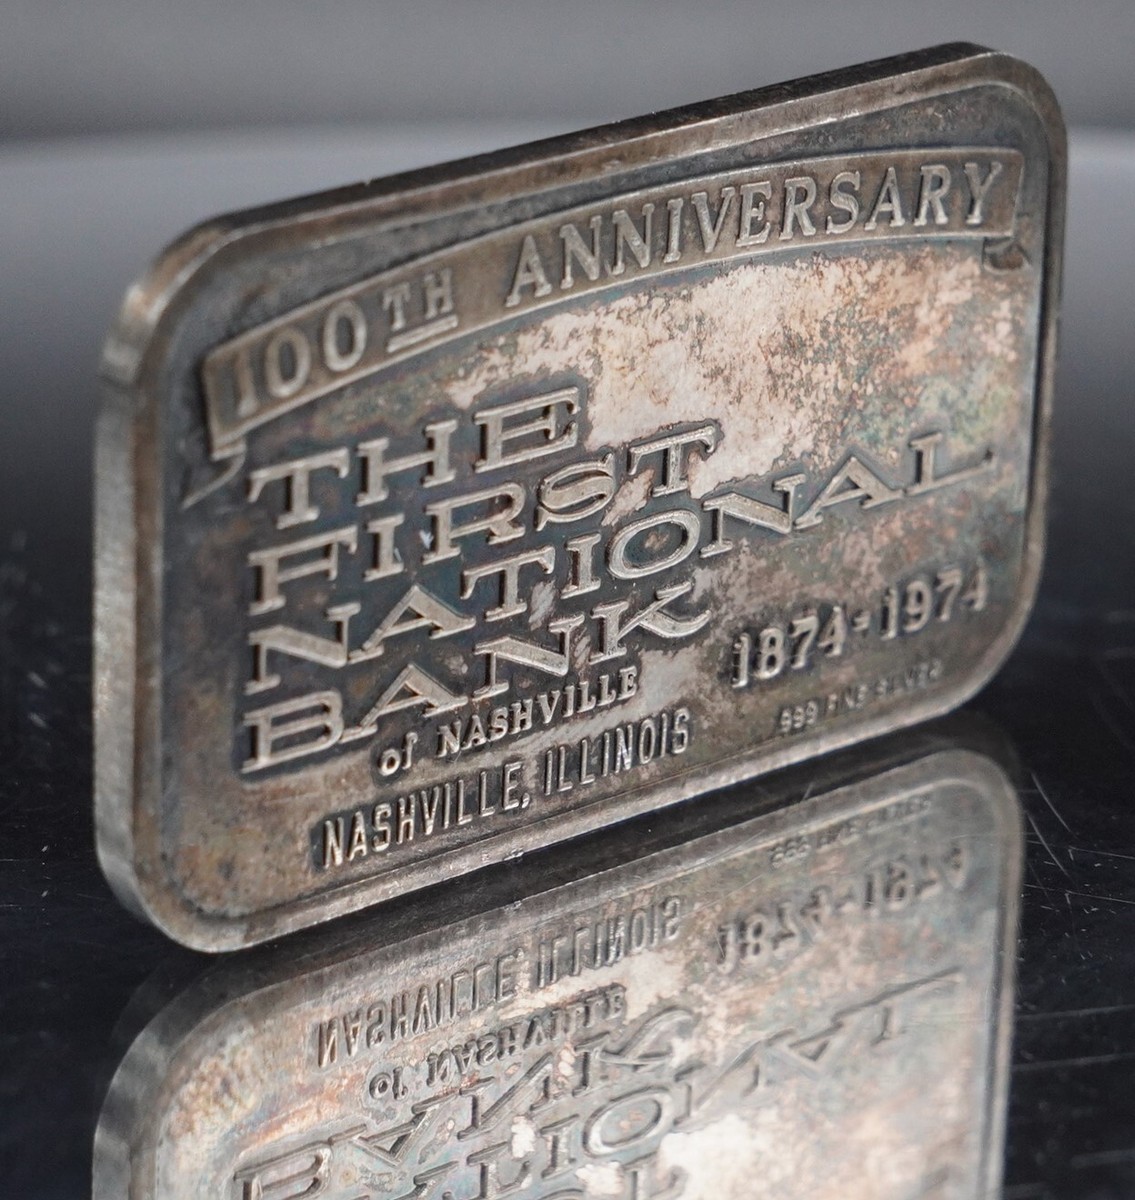 100TH ANNIVERSARY
THE
FIRST
NATIONAL
BANK
of NASHVILLE
NASHVILLE, ILLINOIS
1874-1974
999 FINE SILVER